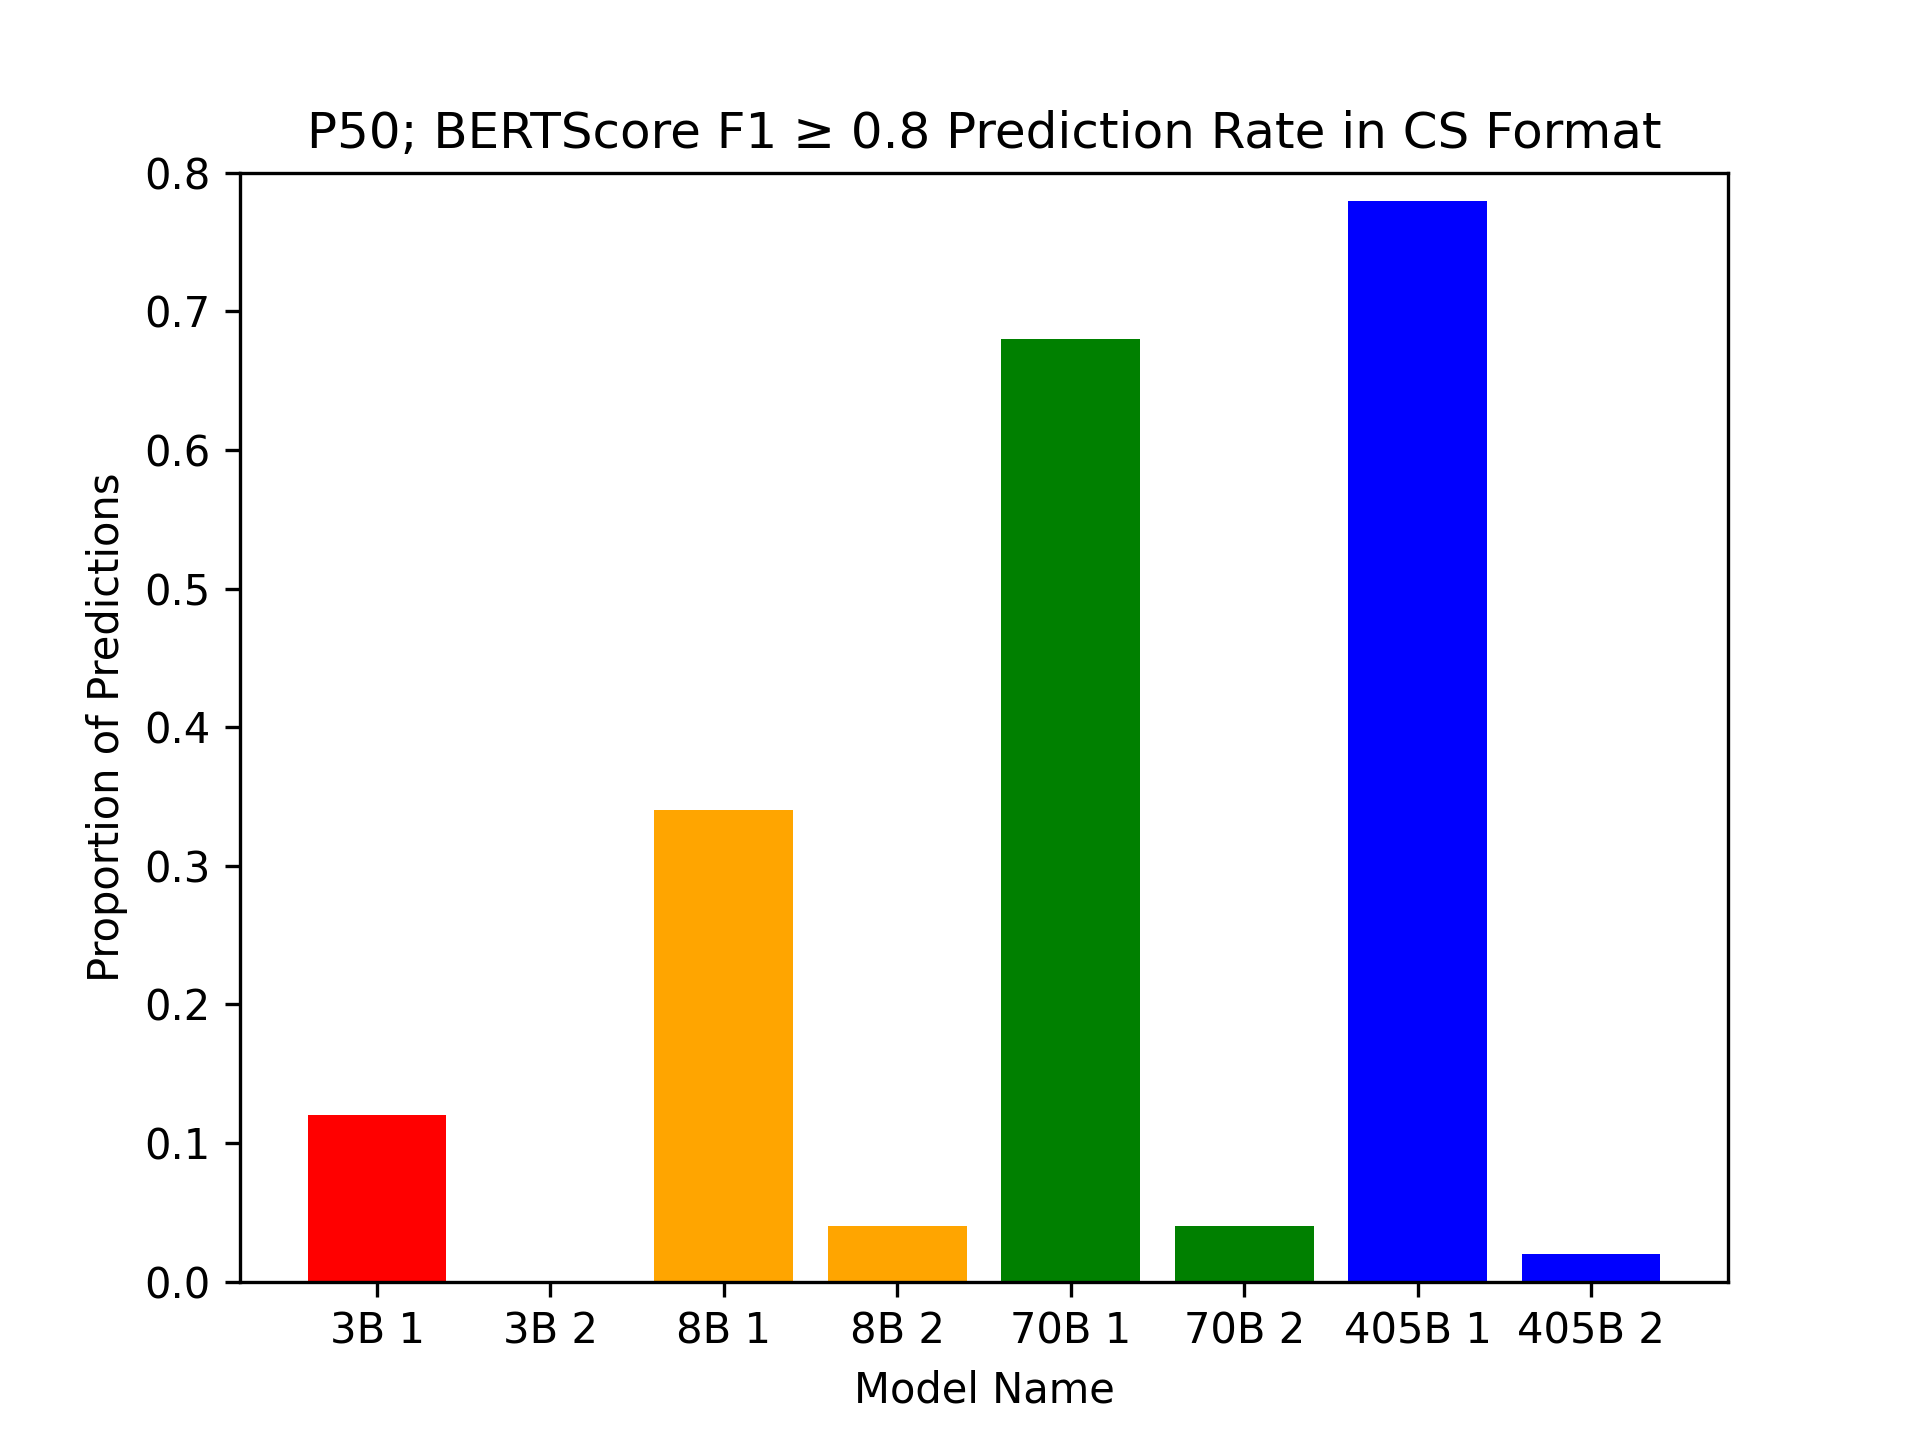 P50; BERTScore F1 ≥ 0.8 Prediction Rate in CS Format
Proportion of Predictions
0.8
0.7
0.6
0.5
0.4
0.3
0.2
0.1
0.0
3B 1 3B 2 8B 1 8B 2 70B 1 70B 2 405B 1 405B 2
Model Name